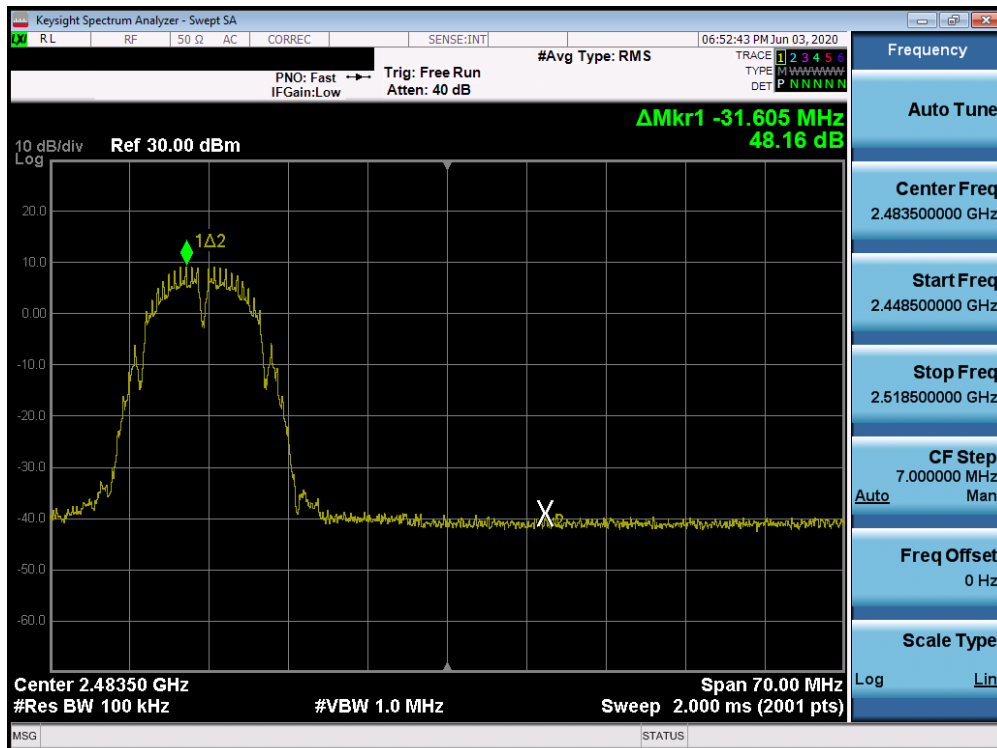 Keysight Spectrum Analyzer - Swept SA
LXI RL RF 50 Ω AC CORREC SENSE:INT 06:52:43 PM Jun 03, 2020
Frequency
#Avg Type: RMS
TRACE 1 2 3 4 5 6
PNO: Fast Trig: Free Run
TYPE M WWWWW
IFGain:Low Atten: 40 dB
DET P N N N N N
Auto Tune
ΔMkr1 -31.605 MHz
48.16 dB
10 dB/div Ref 30.00 dBm
Log
Center Freq
2.483500000 GHz
20.0
1Δ2
10.0
Start Freq
2.448500000 GHz
0.00
-10.0
Stop Freq
2.518500000 GHz
-20.0
-30.0
CF Step
7.000000 MHz
Auto Man
-40.0
X2
-50.0
Freq Offset
0 Hz
-60.0
Scale Type
Log Lin
Center 2.48350 GHz Span 70.00 MHz
#Res BW 100 kHz #VBW 1.0 MHz Sweep 2.000 ms (2001 pts)
MSG STATUS